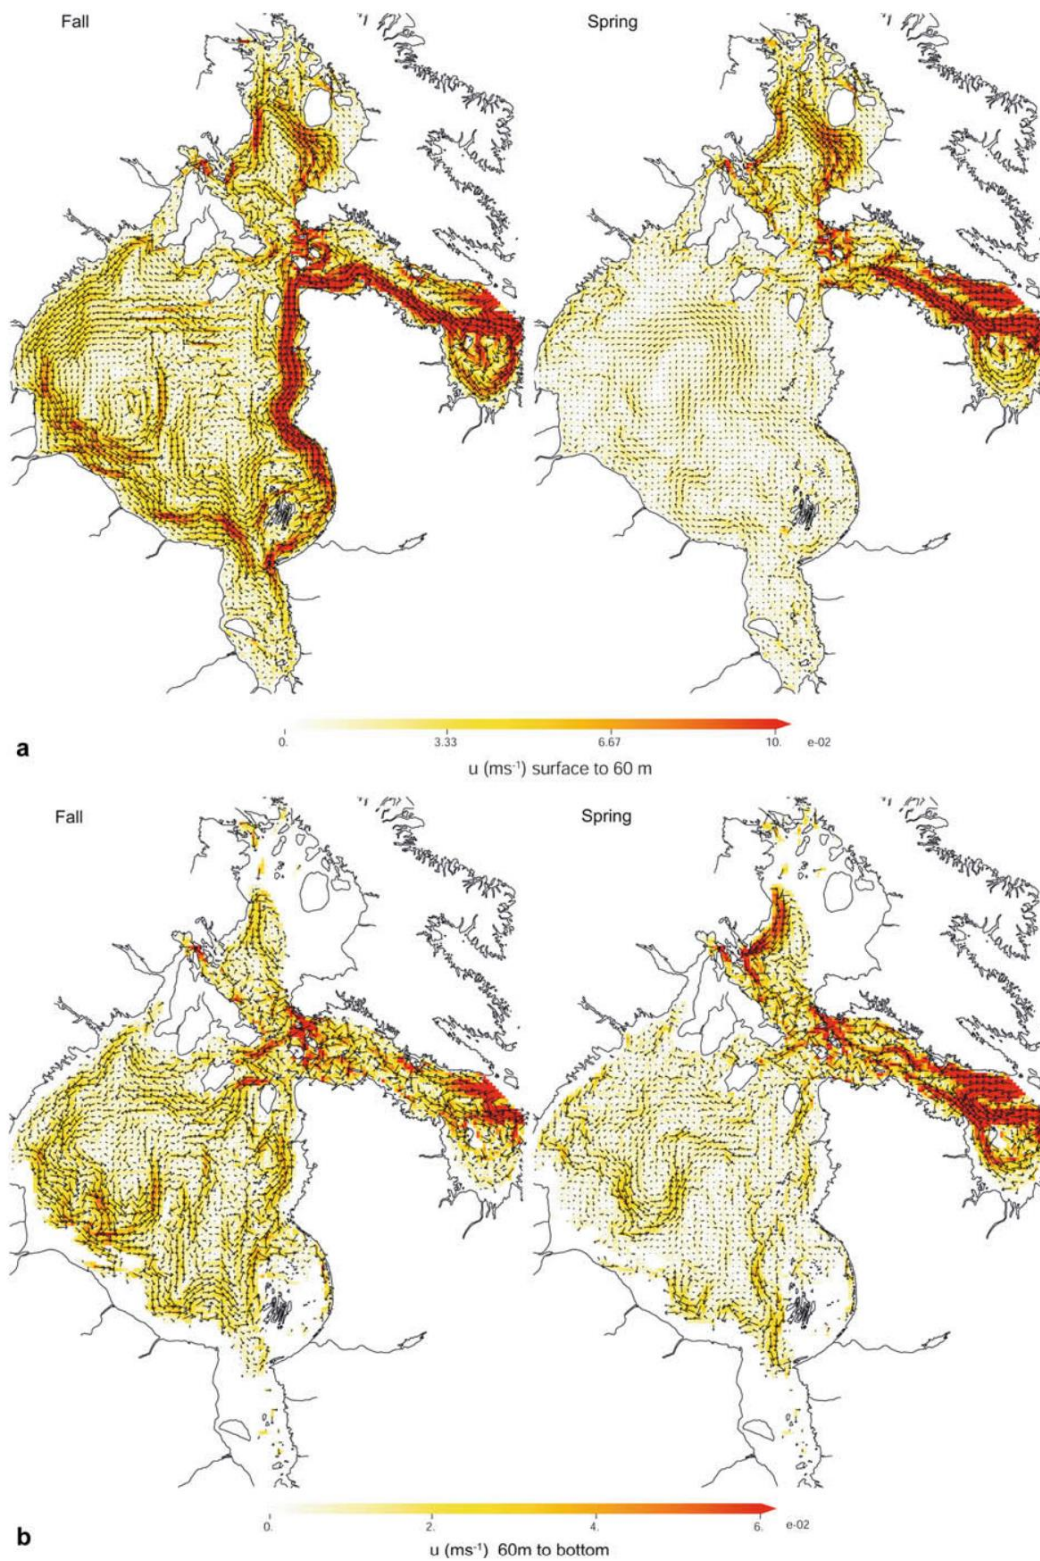 Fall Spring
0. 3.33 6.67 10. e-02
a
u (ms⁻¹) surface to 60 m
Fall Spring
0. 2. 4. 6. e-02
b
u (ms⁻¹) 60m to bottom